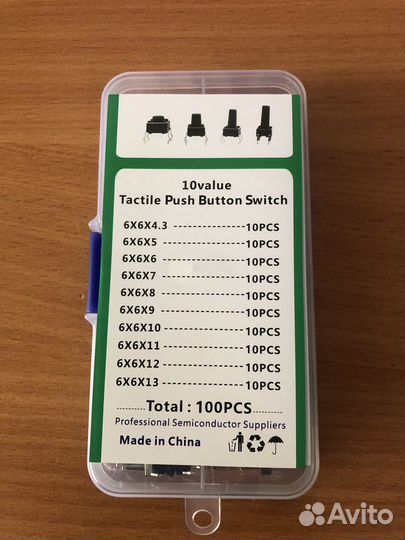 10value
Tactile Push Button Switch
6X6X4.3 ---------------- 10PCS
6X6X5 ------------------ 10PCS
6X6X6 ------------------ 10PCS
6X6X7 ------------------ 10PCS
6X6X8 ------------------ 10PCS
6X6X9 ------------------ 10PCS
6X6X10 ----------------- 10PCS
6X6X11 ----------------- 10PCS
6X6X12 ----------------- 10PCS
6X6X13 ----------------- 10PCS
Total : 100PCS
Professional Semiconductor Suppliers
Made in China
Avito